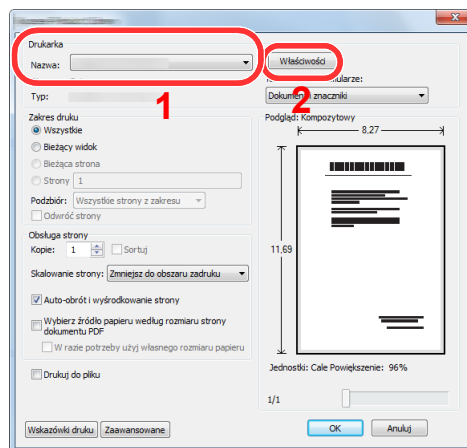 Drukarka
Nazwa:
Właściwości
Typ:
Dokument znaczniki
1
2
Zakres druku
Wszystkie
Bieżący widok
Bieżąca strona
Strony 1
Podzbiór: Wszystkie strony z zakresu
Odwróć strony
Obsługa strony
Kopie: 1 Sortuj
Skalowanie strony: Zmniejsz do obszaru zadruku
Auto-obrót i wyśrodkowanie strony
Wybierz źródło papieru według rozmiaru strony
dokumentu PDF
W razie potrzeby użyj własnego rozmiaru papieru
Drukuj do pliku
Podgląd: Kompozytowy
8,27
11,69
Jednostki: Cale Powiększenie: 96%
1/1
Wskazówki druku Zaawansowane
OK Anuluj